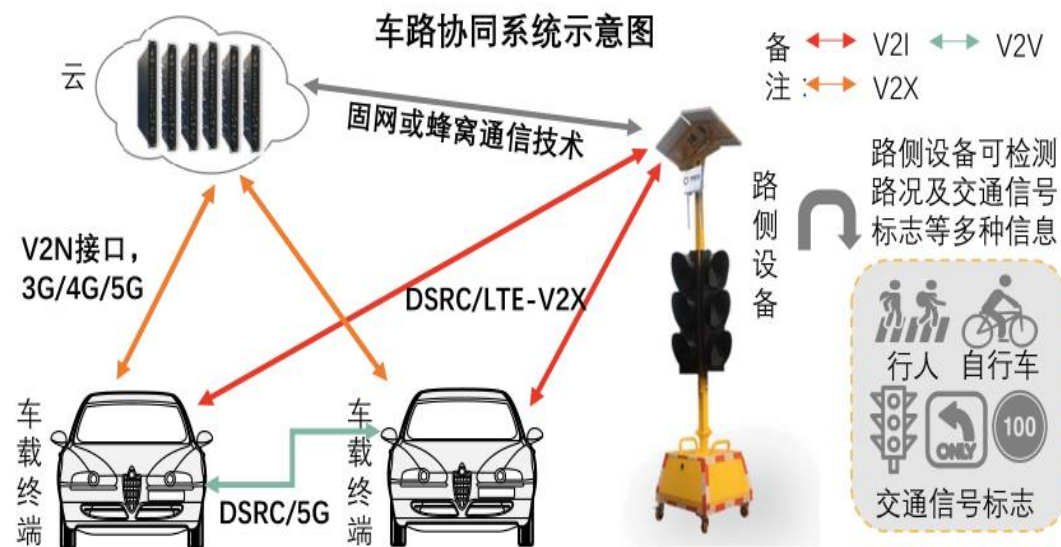 车路协同系统示意图
备 V2I V2V
注： V2X
云
固网或蜂窝通信技术
路侧设备可检测
路况及交通信号
标志等多种信息
路侧设备
V2N接口，
3G/4G/5G
DSRC/LTE-V2X
行人 自行车
ONLY
100
交通信号标志
车载终端
车载终端
DSRC/5G